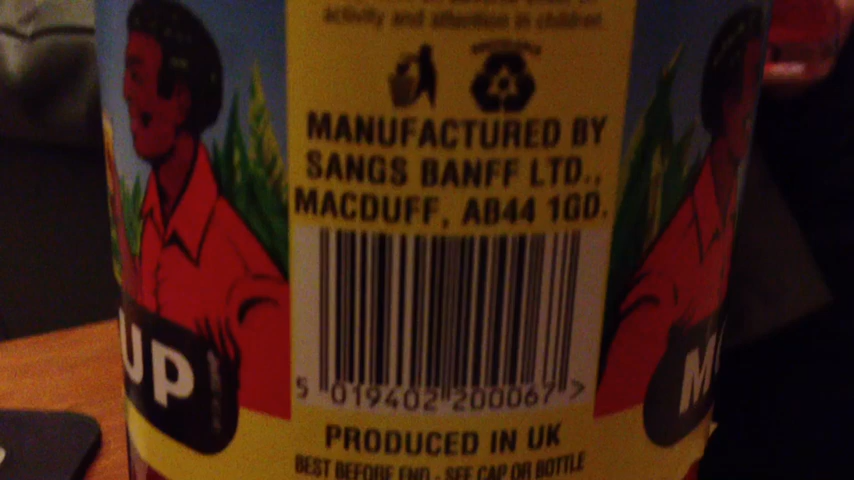 activity and attention in children.
MANUFACTURED BY
SANGS BANFF LTD.,
MACDUFF, AB44 1GD.
5 019402 200067 >
UP
M
PRODUCED IN UK
BEST BEFORE END - SEE CAP OR BOTTLE